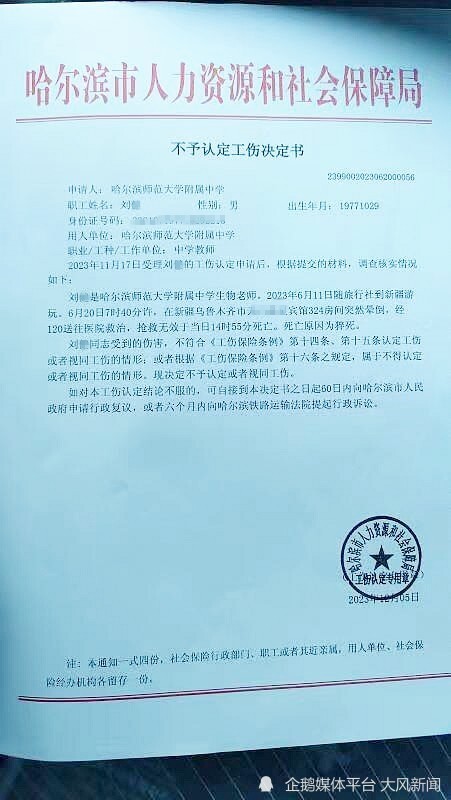 哈尔滨市人力资源和社会保障局
不予认定工伤决定书
2399002023062000056
申请人：哈尔滨师范大学附属中学
职工姓名：刘 性别：男 出生年月：19771029
身份证号码：
用人单位：哈尔滨师范大学附属中学
职业/工种/工作单位：中学教师
2023年11月17日受理刘 的工伤认定申请后，根据提交的材料，调查核实情况
如下：
刘 是哈尔滨师范大学附属中学生物老师。2023年6月11日随旅行社到新疆游
玩。6月20日7时40分许，在新疆乌鲁木齐市 宾馆324房间突然晕倒，经
120送往医院救治，抢救无效于当日14时55分死亡。死亡原因为猝死。
刘 同志受到的伤害，不符合《工伤保险条例》第十四条、第十五条认定工伤
或者视同工伤的情形；或者根据《工伤保险条例》第十六条之规定，属于不得认定
或者视同工伤的情形。现决定不予认定或者视同工伤。
如对本工伤认定结论不服的，可自接到本决定书之日起60日内向哈尔滨市人民
政府申请行政复议，或者六个月内向哈尔滨铁路运输法院提起行政诉讼。
哈尔滨市人力资源和社会保障局
工伤认定专用章
2023年12月05日
注：本通知一式四份，社会保险行政部门、职工或者其近亲属，用人单位、社会保
险经办机构各留存一份。
企鹅媒体平台 大风新闻